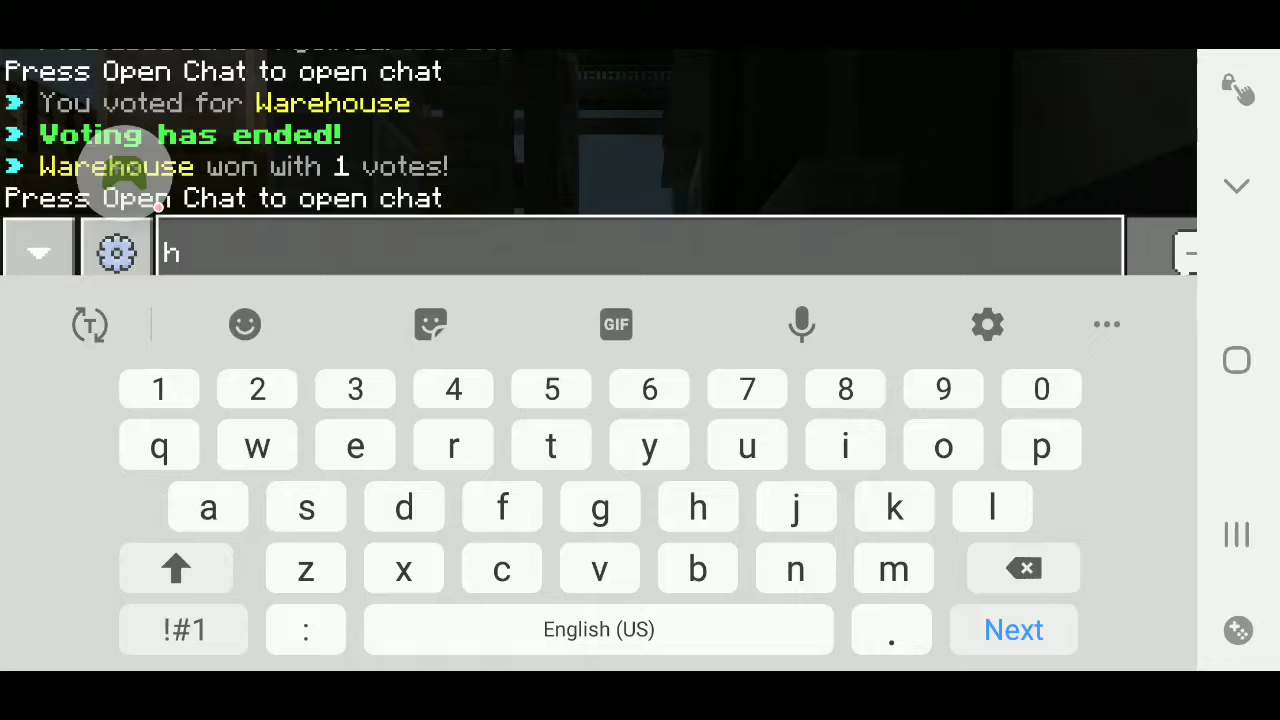 Press Open Chat to open chat
You voted for Warehouse
Voting has ended!
Warehouse won with 1 votes!
Press Open Chat to open chat
h
T
GIF
1 2 3 4 5 6 7 8 9 0
q w e r t y u i o p
a s d f g h j k l
z x c v b n m
!#1 : English (US) . Next